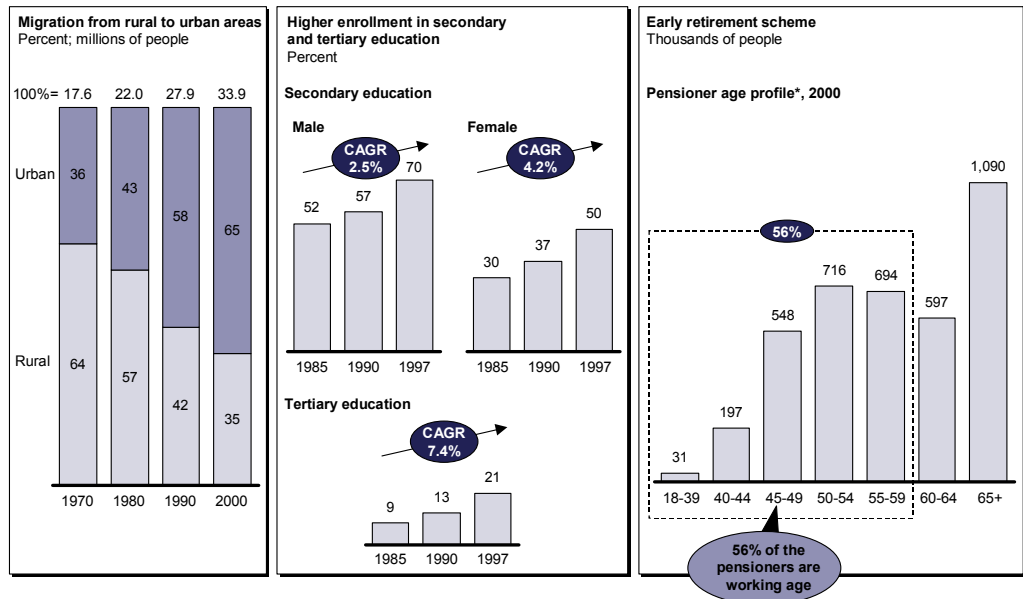 Migration from rural to urban areas
Percent; millions of people
100%= 17.6 22.0 27.9 33.9
Urban
36
43
58
65
Rural
64
57
42
35
1970 1980 1990 2000
Higher enrollment in secondary
and tertiary education
Percent
Secondary education
Male
CAGR
2.5%
52
57
70
1985 1990 1997
Female
CAGR
4.2%
30
37
50
1985 1990 1997
Tertiary education
CAGR
7.4%
9
13
21
1985 1990 1997
Early retirement scheme
Thousands of people
Pensioner age profile*, 2000
56%
31
197
548
716
694
597
1,090
18-39 40-44 45-49 50-54 55-59 60-64 65+
56% of the
pensioners are
working age